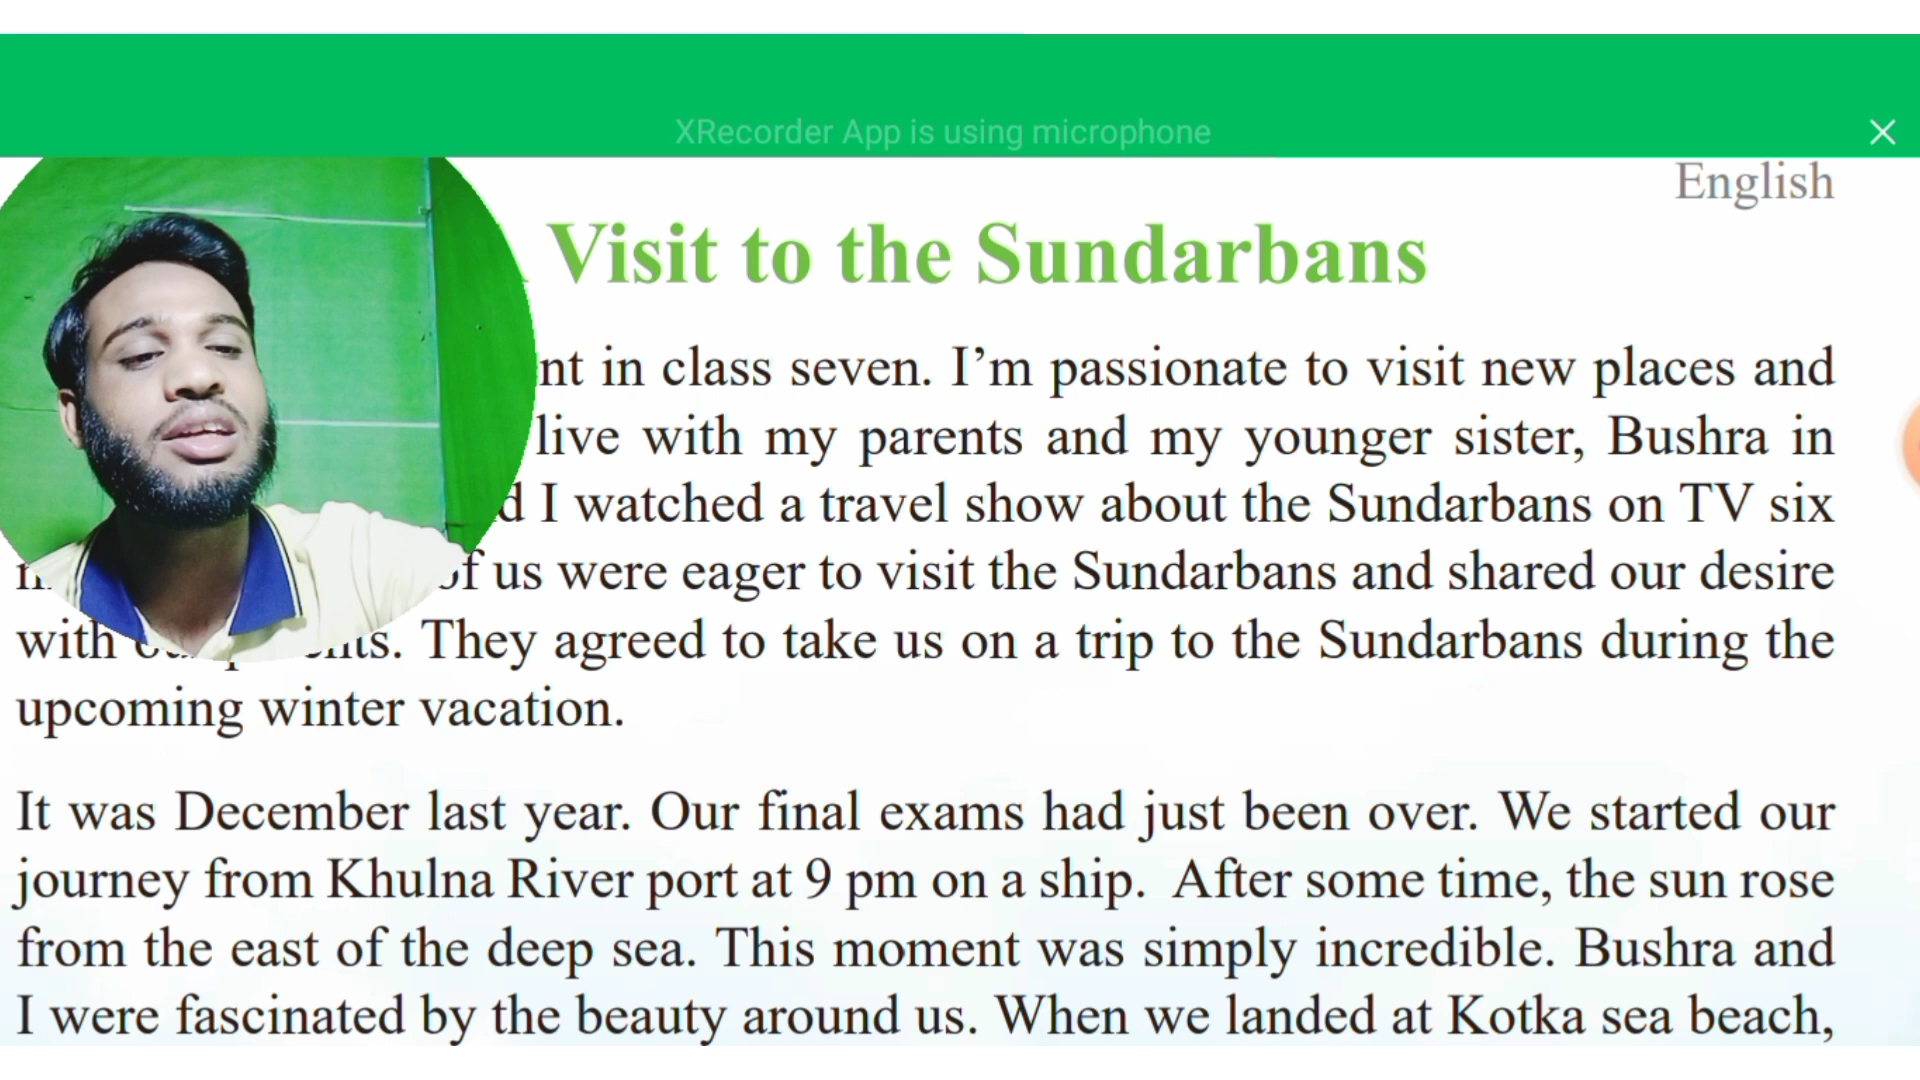 XRecorder App is using microphone
English
Visit to the Sundarbans
nt in class seven. I’m passionate to visit new places and
live with my parents and my younger sister, Bushra in
d I watched a travel show about the Sundarbans on TV six
of us were eager to visit the Sundarbans and shared our desire
with They agreed to take us on a trip to the Sundarbans during the
upcoming winter vacation.
It was December last year. Our final exams had just been over. We started our
journey from Khulna River port at 9 pm on a ship. After some time, the sun rose
from the east of the deep sea. This moment was simply incredible. Bushra and
I were fascinated by the beauty around us. When we landed at Kotka sea beach,